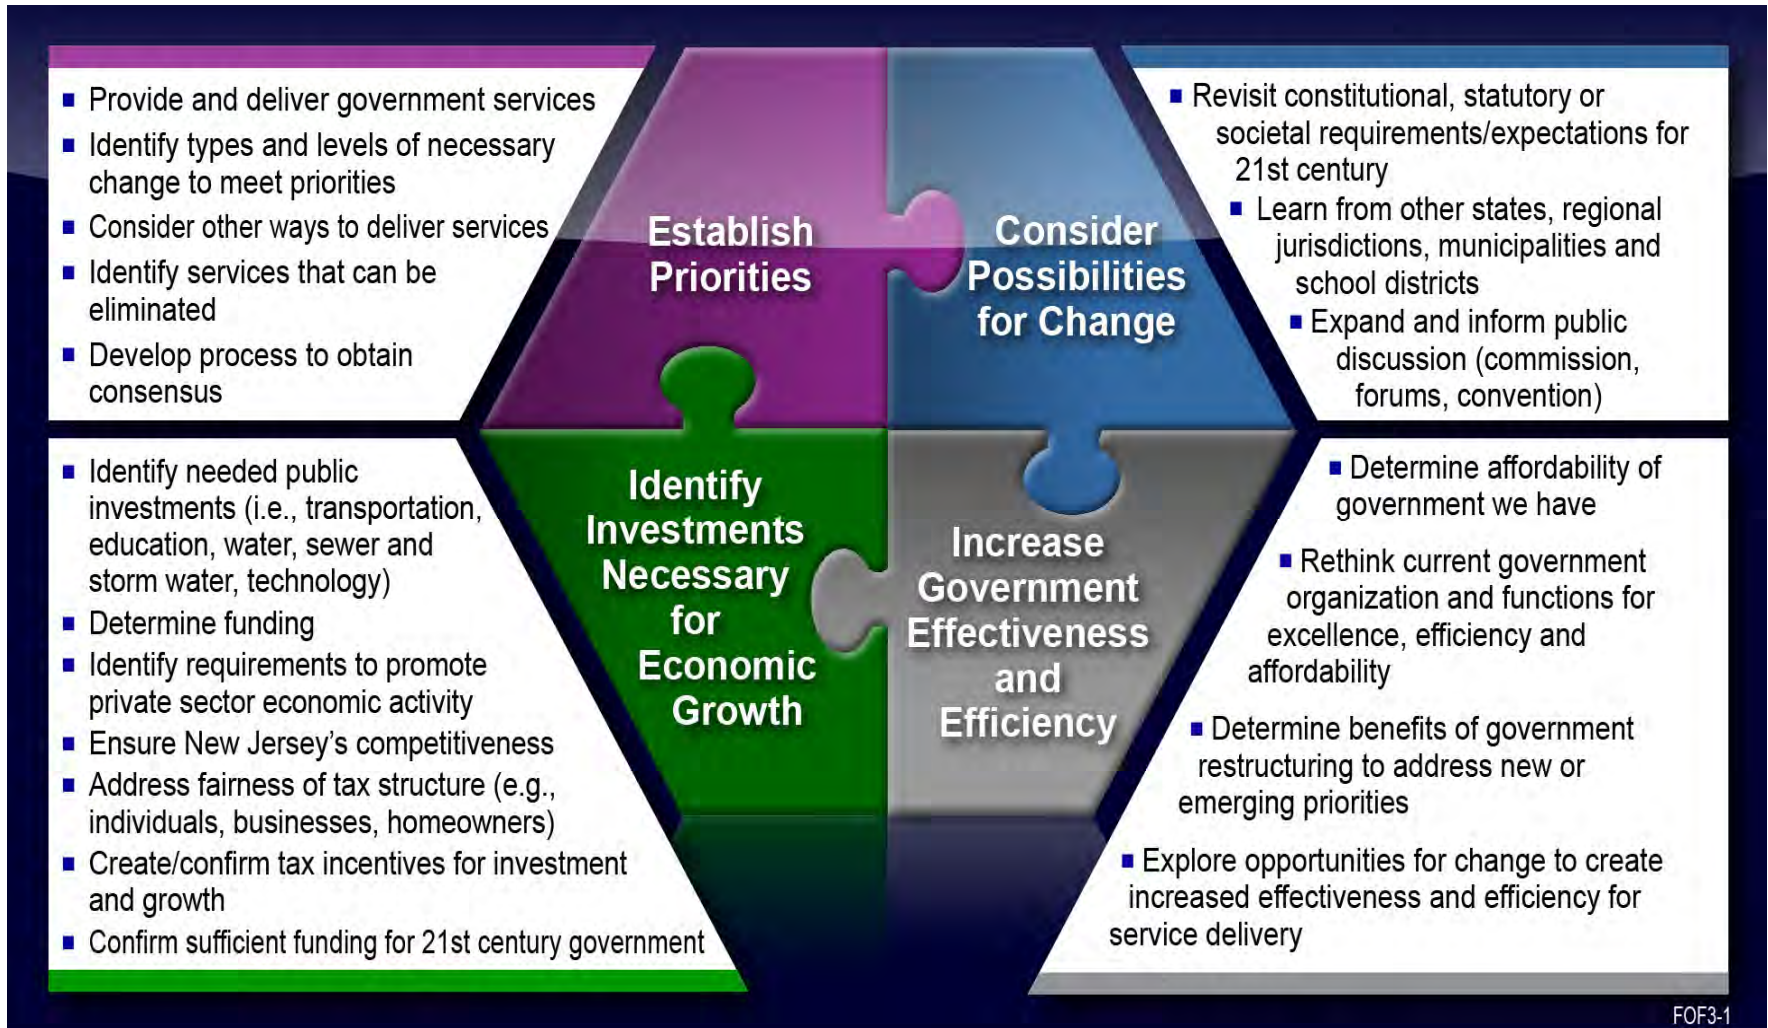 Provide and deliver government services
Identify types and levels of necessary
change to meet priorities
Consider other ways to deliver services
Identify services that can be
eliminated
Develop process to obtain
consensus
Establish
Priorities
Consider
Possibilities
for Change
Revisit constitutional, statutory or
societal requirements/expectations for
21st century
Learn from other states, regional
jurisdictions, municipalities and
school districts
Expand and inform public
discussion (commission,
forums, convention)
Identify needed public
investments (i.e., transportation,
education, water, sewer and
storm water, technology)
Determine funding
Identify requirements to promote
private sector economic activity
Ensure New Jersey’s competitiveness
Address fairness of tax structure (e.g.,
individuals, businesses, homeowners)
Create/confirm tax incentives for investment
and growth
Confirm sufficient funding for 21st century government
Identify
Investments
Necessary
for
Economic
Growth
Increase
Government
Effectiveness
and
Efficiency
Determine affordability of
government we have
Rethink current government
organization and functions for
excellence, efficiency and
affordability
Determine benefits of government
restructuring to address new or
emerging priorities
Explore opportunities for change to create
increased effectiveness and efficiency for
service delivery
FOF3-1